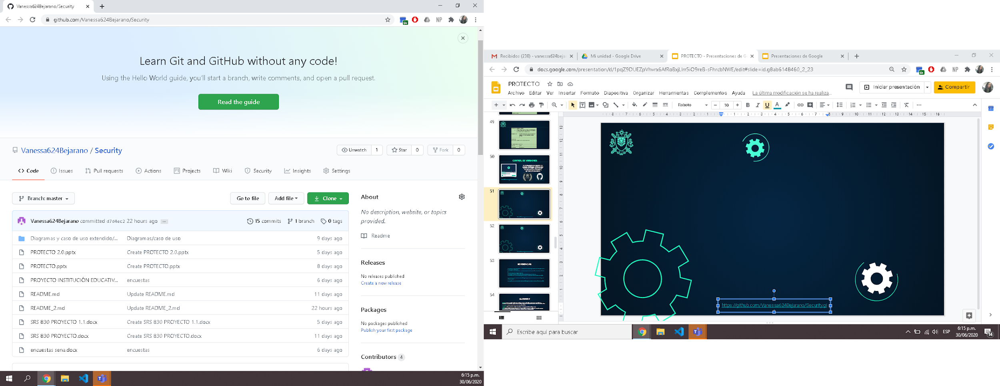 Vanessa624Bejarano/Security
github.com/Vanessa624Bejarano/Security
NP
Learn Git and GitHub without any code!
Using the Hello World guide, you'll start a branch, write comments, and open a pull request.
Read the guide
Vanessa624Bejarano / Security
Unwatch 1 Star 0 Fork 0
Code Issues Pull requests Actions Projects Wiki Security Insights Settings
Branch: master Go to file Add file Clone
Vanessa624Bejarano committed d7d4ec2 22 hours ago ... 15 commits 1 branch 0 tags
Diagramas y caso de uso extendido/... Diagramas/caso de uso 9 days ago
PROTECTO 2.0.pptx Create PROTECTO 2.0.pptx 5 days ago
PROTECTO.pptx Create PROTECTO.pptx 8 days ago
PROYECTO INSTITUCIÓN EDUCATIV... encuestas 6 days ago
README.md Update README.md 11 days ago
README_2.md Update README_2.md 22 hours ago
SRS 830 PROYECTO 1.1.docx Create SRS 830 PROYECTO 1.1.docx 5 days ago
SRS 830 PROYECTO.docx Create SRS 830 PROYECTO.docx 11 days ago
encuestas sena.docx encuestas 6 days ago
About
No description, website, or topics
provided.
Readme
Releases
No releases published
Create a new release
Packages
No packages published
Publish your first package
Contributors 4
6:15 p.m.
30/06/2020
Recibidos (238) - vanessa624beja
Mi unidad - Google Drive
PROTECTO - Presentaciones de G
Presentaciones de Google
docs.google.com/presentation/d/1pqZ9DUEZpVhvrx6AfRoBxjLlrr5iO9reB-sFhrcbNWE/edit#slide=id.g8ab6148460_2_23
NP
PROTECTO
Archivo Editar Ver Insertar Formato Diapositiva Organizar Herramientas Complementos Ayuda La última modificación se ha realiza...
Iniciar presentación
Compartir
Roboto 10 B I U A
49
50
CONTROL DE VERSIONES
51
52
53
REFERENCIAS
54
GLOSARIO
https://github.com/Vanessa624Bejarano/Security.gi
t
Escribe aquí para buscar
ESP
6:15 p.m.
30/06/2020
14